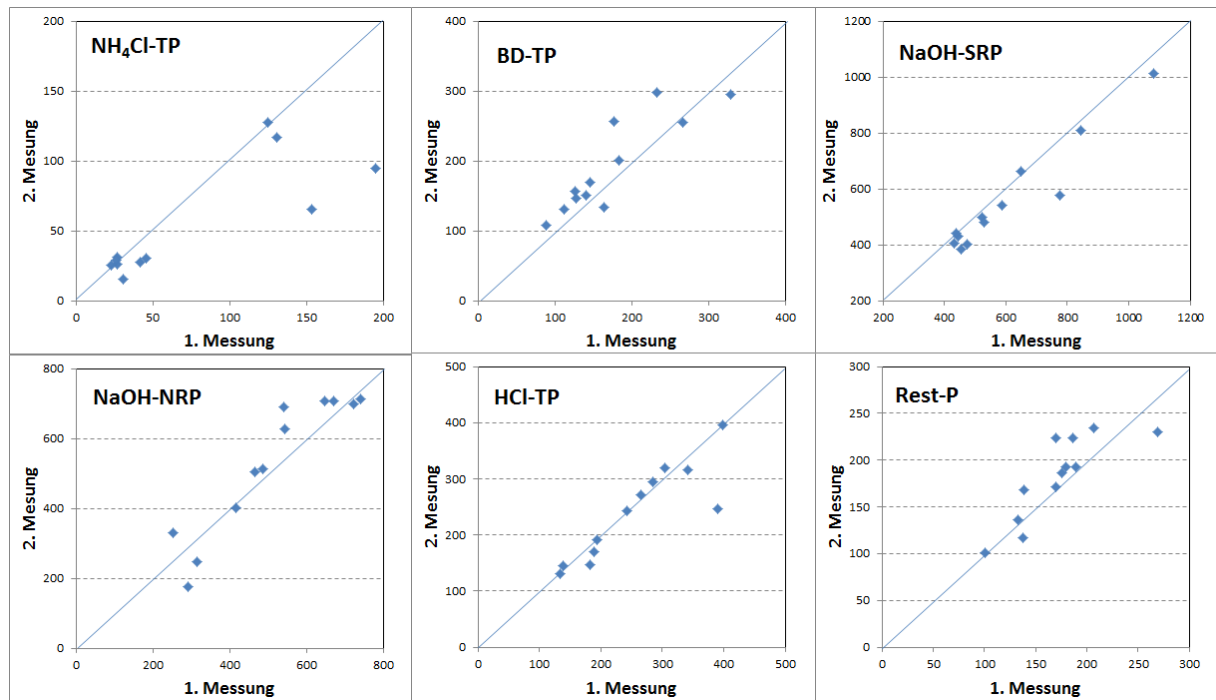 NH₄Cl-TP
2. Mesung
200
150
100
50
0
0 50 100 150 200
1. Messung
BD-TP
2. Mesung
400
300
200
100
0
0 100 200 300 400
1. Messung
NaOH-SRP
2. Mesung
1200
1000
800
600
400
200
200 400 600 800 1000 1200
1. Messung
NaOH-NRP
2. Mesung
800
600
400
200
0
0 200 400 600 800
1. Messung
HCl-TP
2. Mesung
500
400
300
200
100
0
0 100 200 300 400 500
1. Messung
Rest-P
2. Mesung
300
250
200
150
100
50
0
0 50 100 150 200 250 300
1. Messung